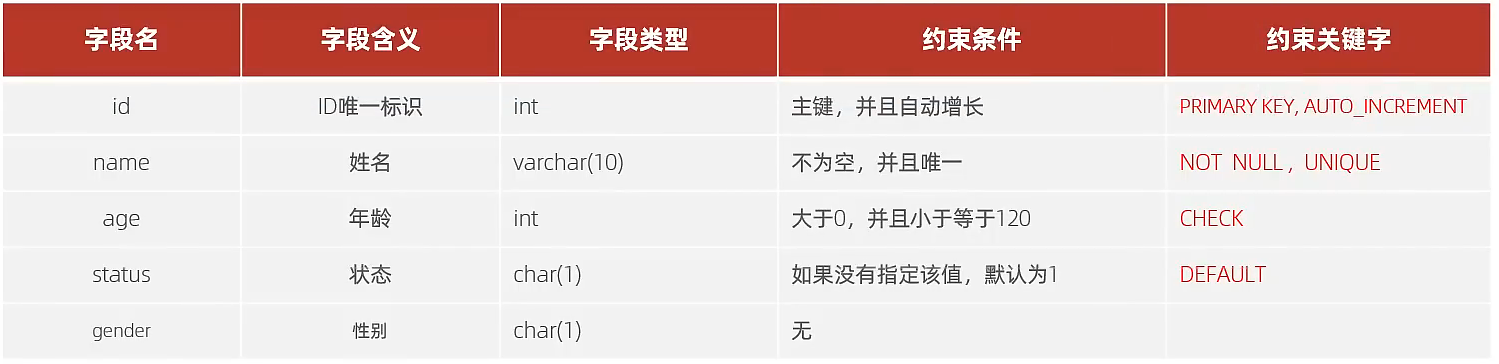 字段名 字段含义 字段类型 约束条件 约束关键字
id ID唯一标识 int 主键，并且自动增长 PRIMARY KEY, AUTO_INCREMENT
name 姓名 varchar(10) 不为空，并且唯一 NOT NULL , UNIQUE
age 年龄 int 大于0，并且小于等于120 CHECK
status 状态 char(1) 如果没有指定该值，默认为1 DEFAULT
gender 性别 char(1) 无